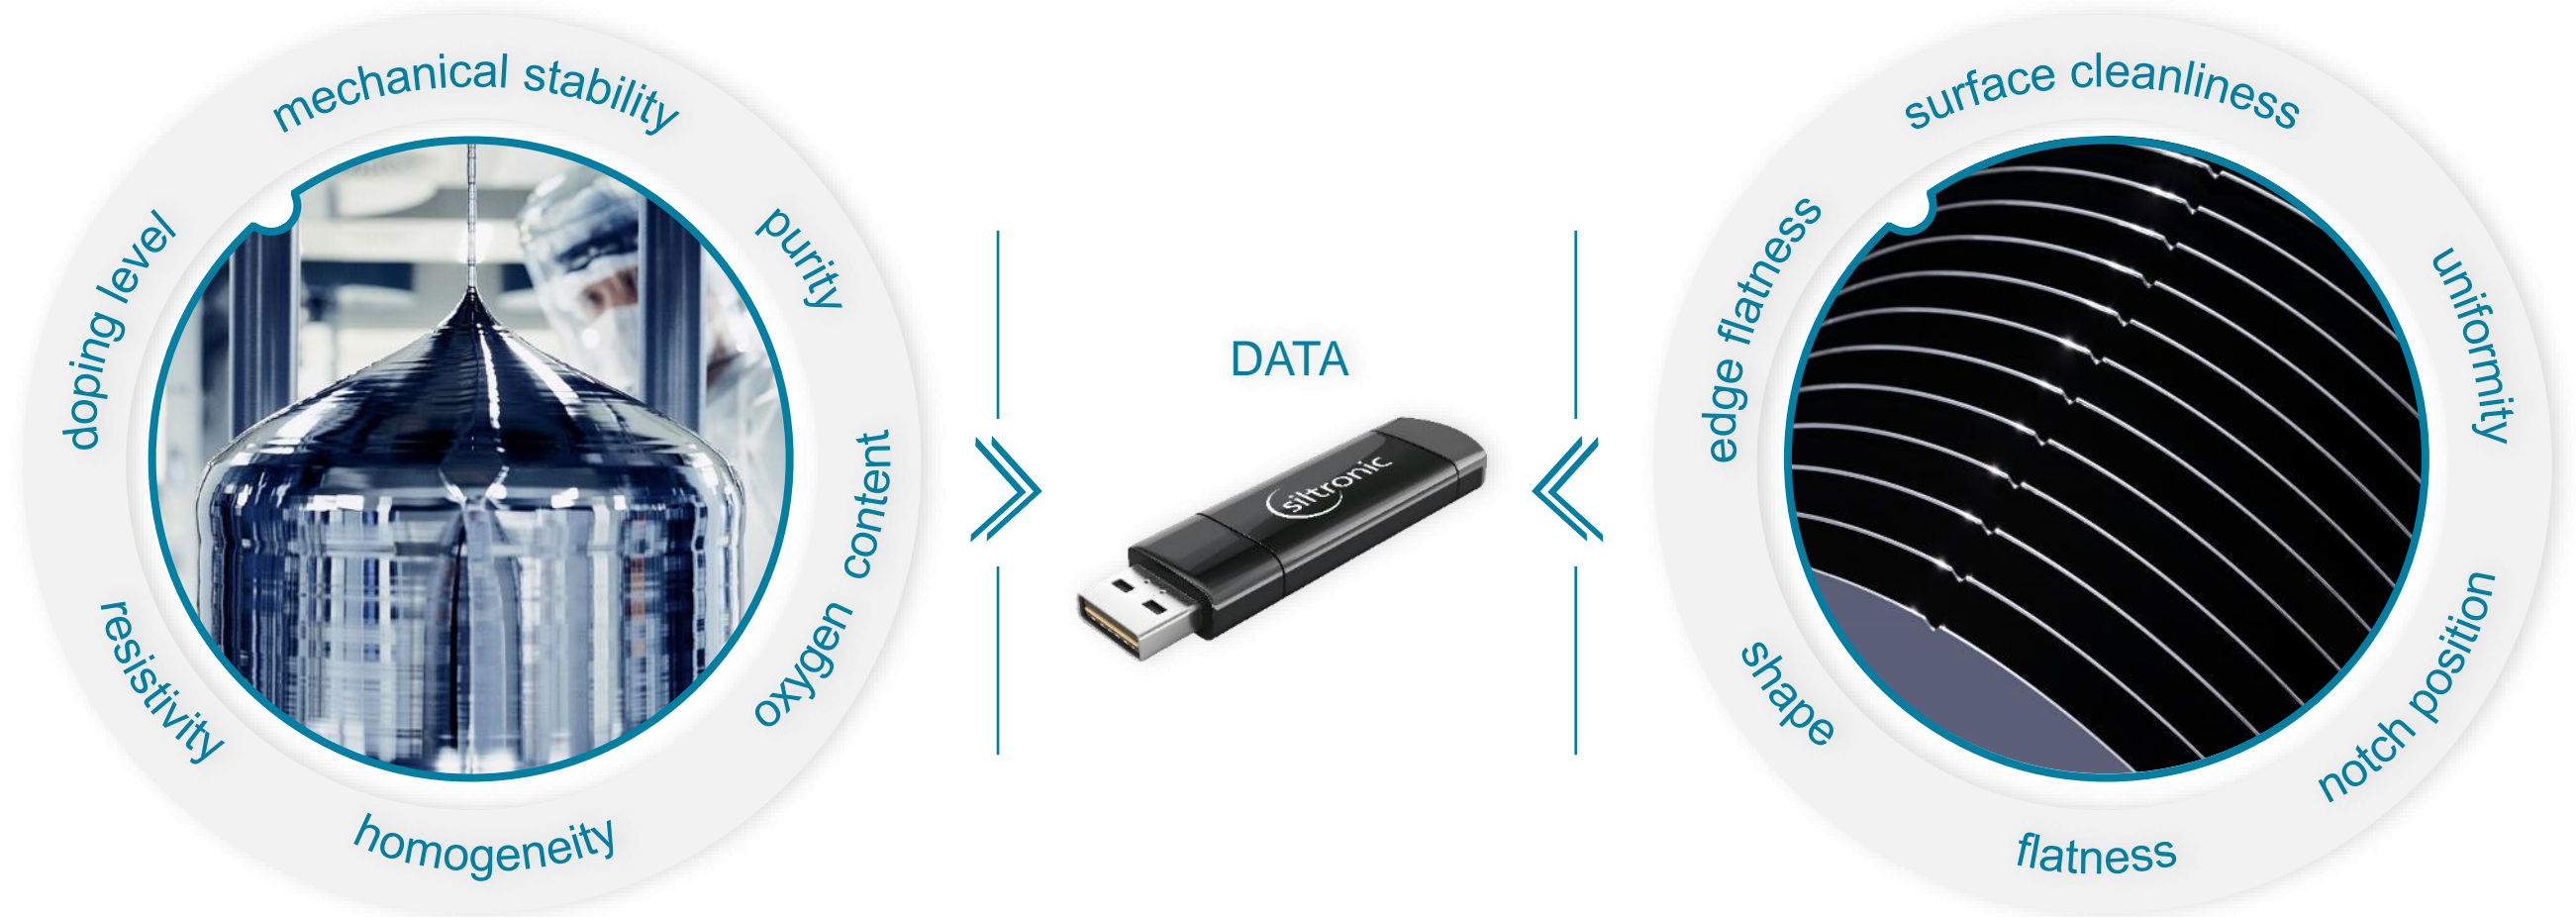 mechanical stability
purity
oxygen content
homogeneity
resistivity
doping level
DATA
siltronic
surface cleanliness
uniformity
notch position
flatness
shape
edge flatness